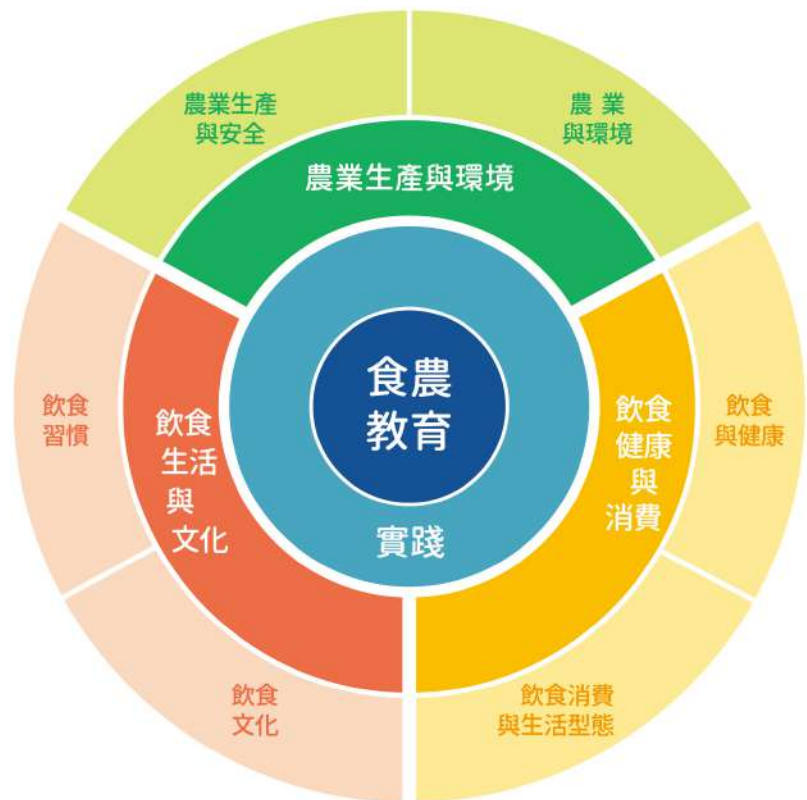 農業生產
與安全
農 業
與環境
農業生產與環境
食農
教育
實踐
飲食
習慣
飲食
生活
與
文化
飲食
健康
與
消費
飲食
與健康
飲食
文化
飲食消費
與生活型態